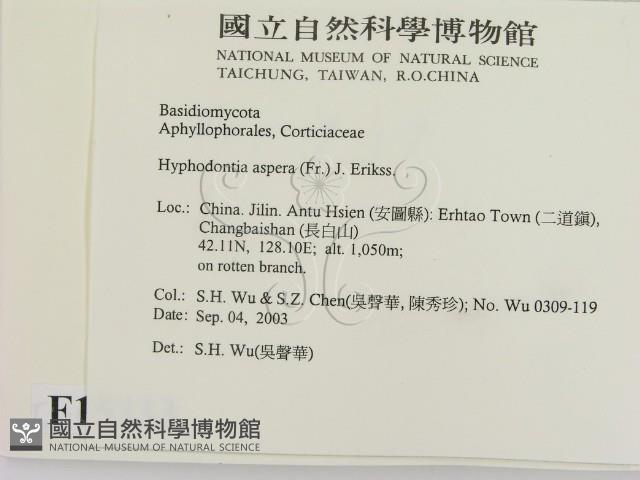 國立自然科學博物館
NATIONAL MUSEUM OF NATURAL SCIENCE
TAICHUNG, TAIWAN, R.O.CHINA
Basidiomycota
Aphyllophorales, Corticiaceae
Hyphodontia aspera (Fr.) J. Erikss.
Loc.: China. Jilin. Antu Hsien (安圖縣): Erhtao Town (二道鎮),
Changbaishan (長白山)
42.11N, 128.10E; alt. 1,050m;
on rotten branch.
Col.: S.H. Wu & S.Z. Chen(吳聲華, 陳秀珍); No. Wu 0309-119
Date: Sep. 04, 2003
Det.: S.H. Wu(吳聲華)
F1
國立自然科學博物館
NATIONAL MUSEUM OF NATURAL SCIENCE